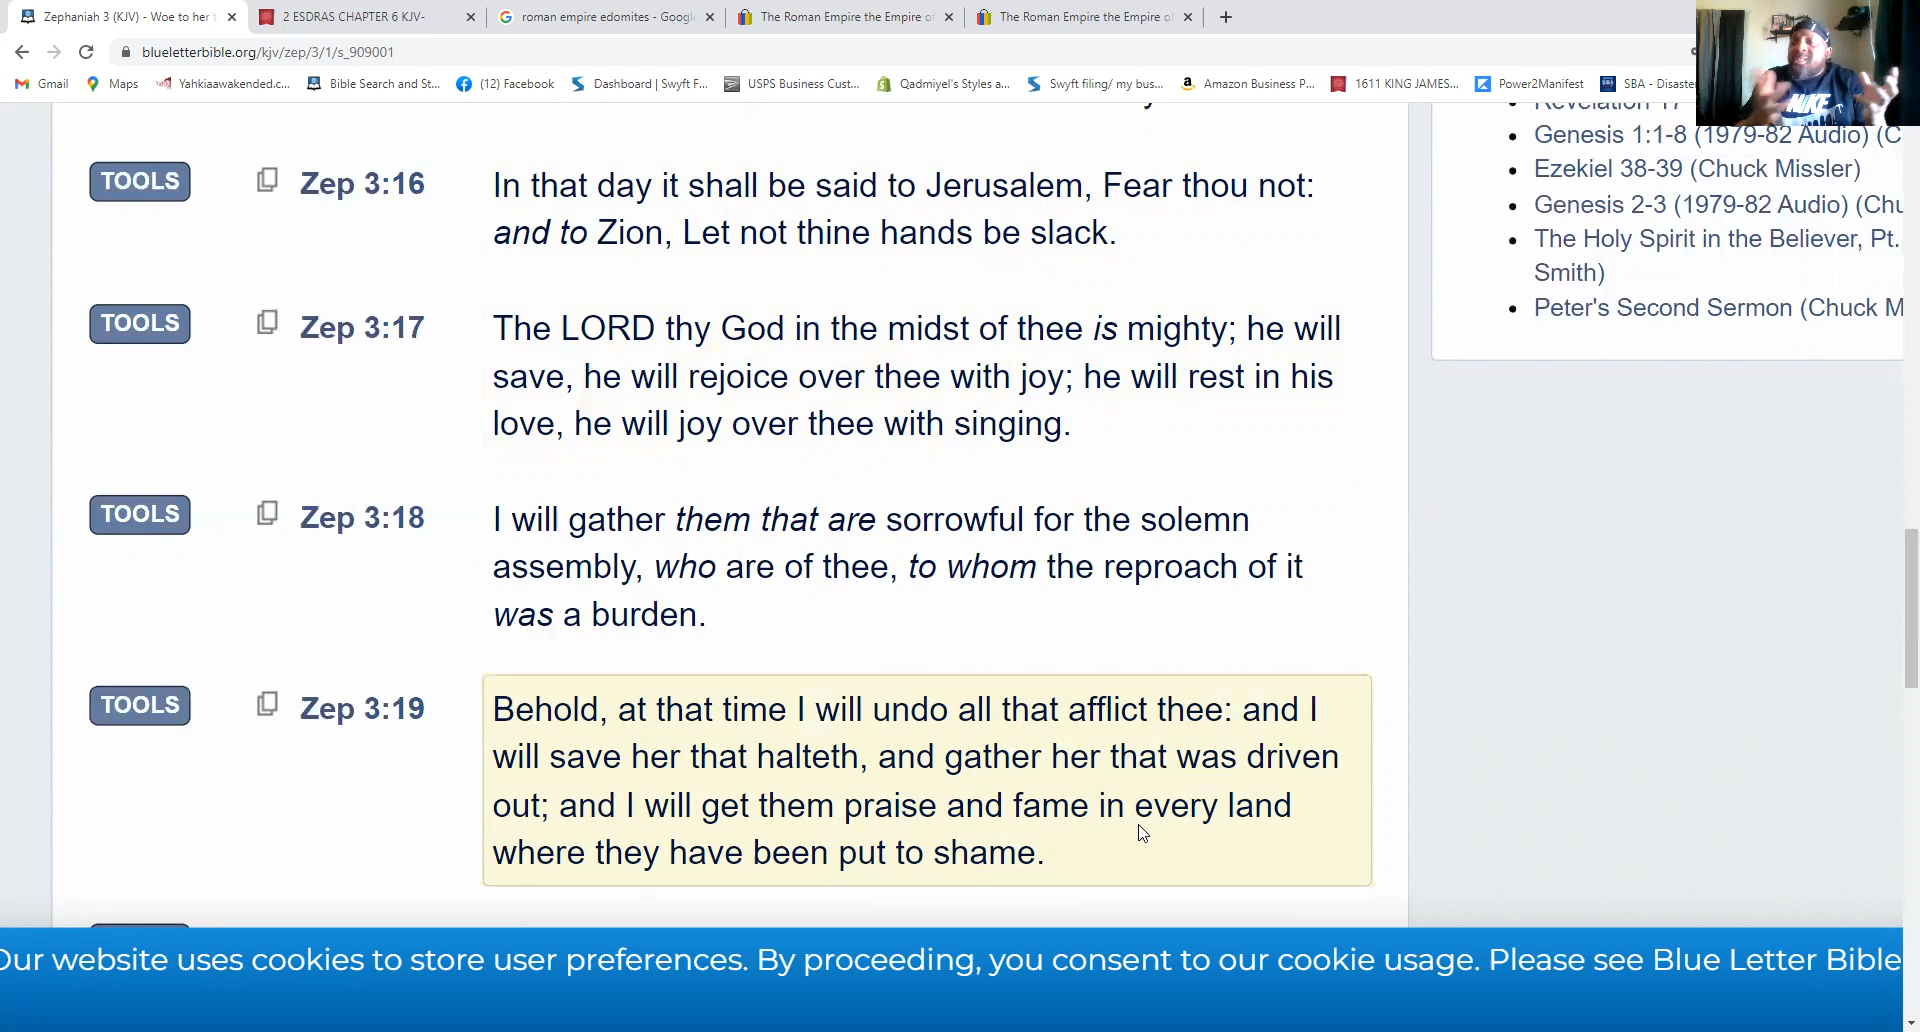 Zephaniah 3 (KJV) - Woe to her t
2 ESDRAS CHAPTER 6 KJV-
roman empire edomites - Googl
The Roman Empire the Empire of
The Roman Empire the Empire of
blueletterbible.org/kjv/zep/3/1/s_909001
Gmail
Maps
Yahkiaawakended.c...
Bible Search and St...
(12) Facebook
Dashboard | Swyft F...
USPS Business Cust...
Qadmiyel's Styles a...
Swyft filing/ my bus...
Amazon Business P...
1611 KING JAMES...
Power2Manifest
SBA - Disaster
NIKE
Revelation 17
Genesis 1:1-8 (1979-82 Audio) (C
Ezekiel 38-39 (Chuck Missler)
Genesis 2-3 (1979-82 Audio) (Chu
The Holy Spirit in the Believer, Pt.
Smith)
Peter's Second Sermon (Chuck M
TOOLS
Zep 3:16
In that day it shall be said to Jerusalem, Fear thou not:
and to Zion, Let not thine hands be slack.
TOOLS
Zep 3:17
The LORD thy God in the midst of thee is mighty; he will
save, he will rejoice over thee with joy; he will rest in his
love, he will joy over thee with singing.
TOOLS
Zep 3:18
I will gather them that are sorrowful for the solemn
assembly, who are of thee, to whom the reproach of it
was a burden.
TOOLS
Zep 3:19
Behold, at that time I will undo all that afflict thee: and I
will save her that halteth, and gather her that was driven
out; and I will get them praise and fame in every land
where they have been put to shame.
Our website uses cookies to store user preferences. By proceeding, you consent to our cookie usage. Please see Blue Letter Bible